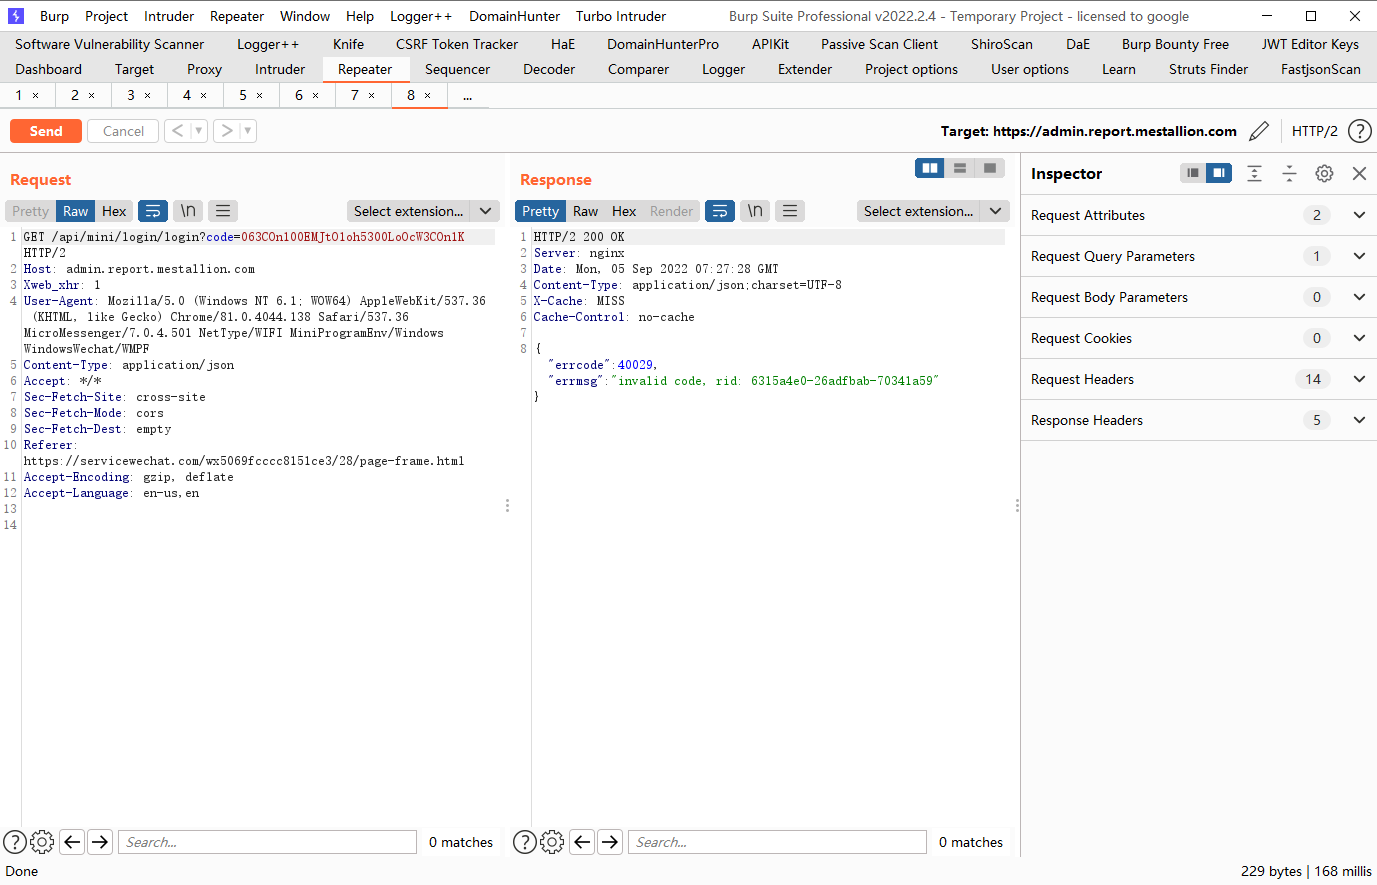 Burp Project Intruder Repeater Window Help Logger++ DomainHunter Turbo Intruder Burp Suite Professional v2022.2.4 - Temporary Project - licensed to google
Software Vulnerability Scanner Logger++ Knife CSRF Token Tracker HaE DomainHunterPro APIKit Passive Scan Client ShiroScan DaE Burp Bounty Free JWT Editor Keys
Dashboard Target Proxy Intruder Repeater Sequencer Decoder Comparer Logger Extender Project options User options Learn Struts Finder FastjsonScan
1 × 2 × 3 × 4 × 5 × 6 × 7 × 8 × ...
Send Cancel < > Target: https://admin.report.mestallion.com HTTP/2 ?
Request
Pretty Raw Hex \n Select extension...
1 GET /api/mini/login/login?code=063COn100EMJtO1oh5300LoOcW3COn1K
HTTP/2
2 Host: admin.report.mestallion.com
3 Xweb_xhr: 1
4 User-Agent: Mozilla/5.0 (Windows NT 6.1; WOW64) AppleWebKit/537.36
(KHTML, like Gecko) Chrome/81.0.4044.138 Safari/537.36
MicroMessenger/7.0.4.501 NetType/WIFI MiniProgramEnv/Windows
WindowsWechat/WMPF
5 Content-Type: application/json
6 Accept: */*
7 Sec-Fetch-Site: cross-site
8 Sec-Fetch-Mode: cors
9 Sec-Fetch-Dest: empty
10 Referer:
https://servicewechat.com/wx5069fcccc8151ce3/28/page-frame.html
11 Accept-Encoding: gzip, deflate
12 Accept-Language: en-us,en
13
14
? Search... 0 matches
Response
Pretty Raw Hex Render \n Select extension...
1 HTTP/2 200 OK
2 Server: nginx
3 Date: Mon, 05 Sep 2022 07:27:28 GMT
4 Content-Type: application/json;charset=UTF-8
5 X-Cache: MISS
6 Cache-Control: no-cache
7
8 {
"errcode":40029,
"errmsg":"invalid code, rid: 6315a4e0-26adfbab-70341a59"
}
? Search... 0 matches
Inspector
Request Attributes 2
Request Query Parameters 1
Request Body Parameters 0
Request Cookies 0
Request Headers 14
Response Headers 5
Done 229 bytes | 168 millis